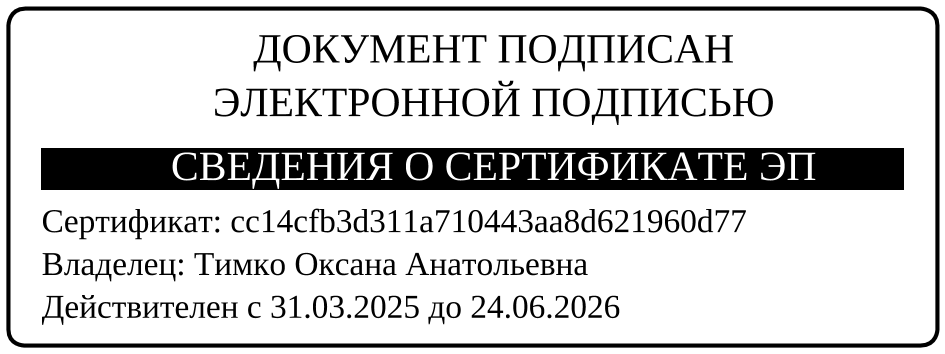 ДОКУМЕНТ ПОДПИСАН
ЭЛЕКТРОННОЙ ПОДПИСЬЮ
СВЕДЕНИЯ О СЕРТИФИКАТЕ ЭП
Сертификат: cc14cfb3d311a710443aa8d621960d77
Владелец: Тимко Оксана Анатольевна
Действителен с 31.03.2025 до 24.06.2026